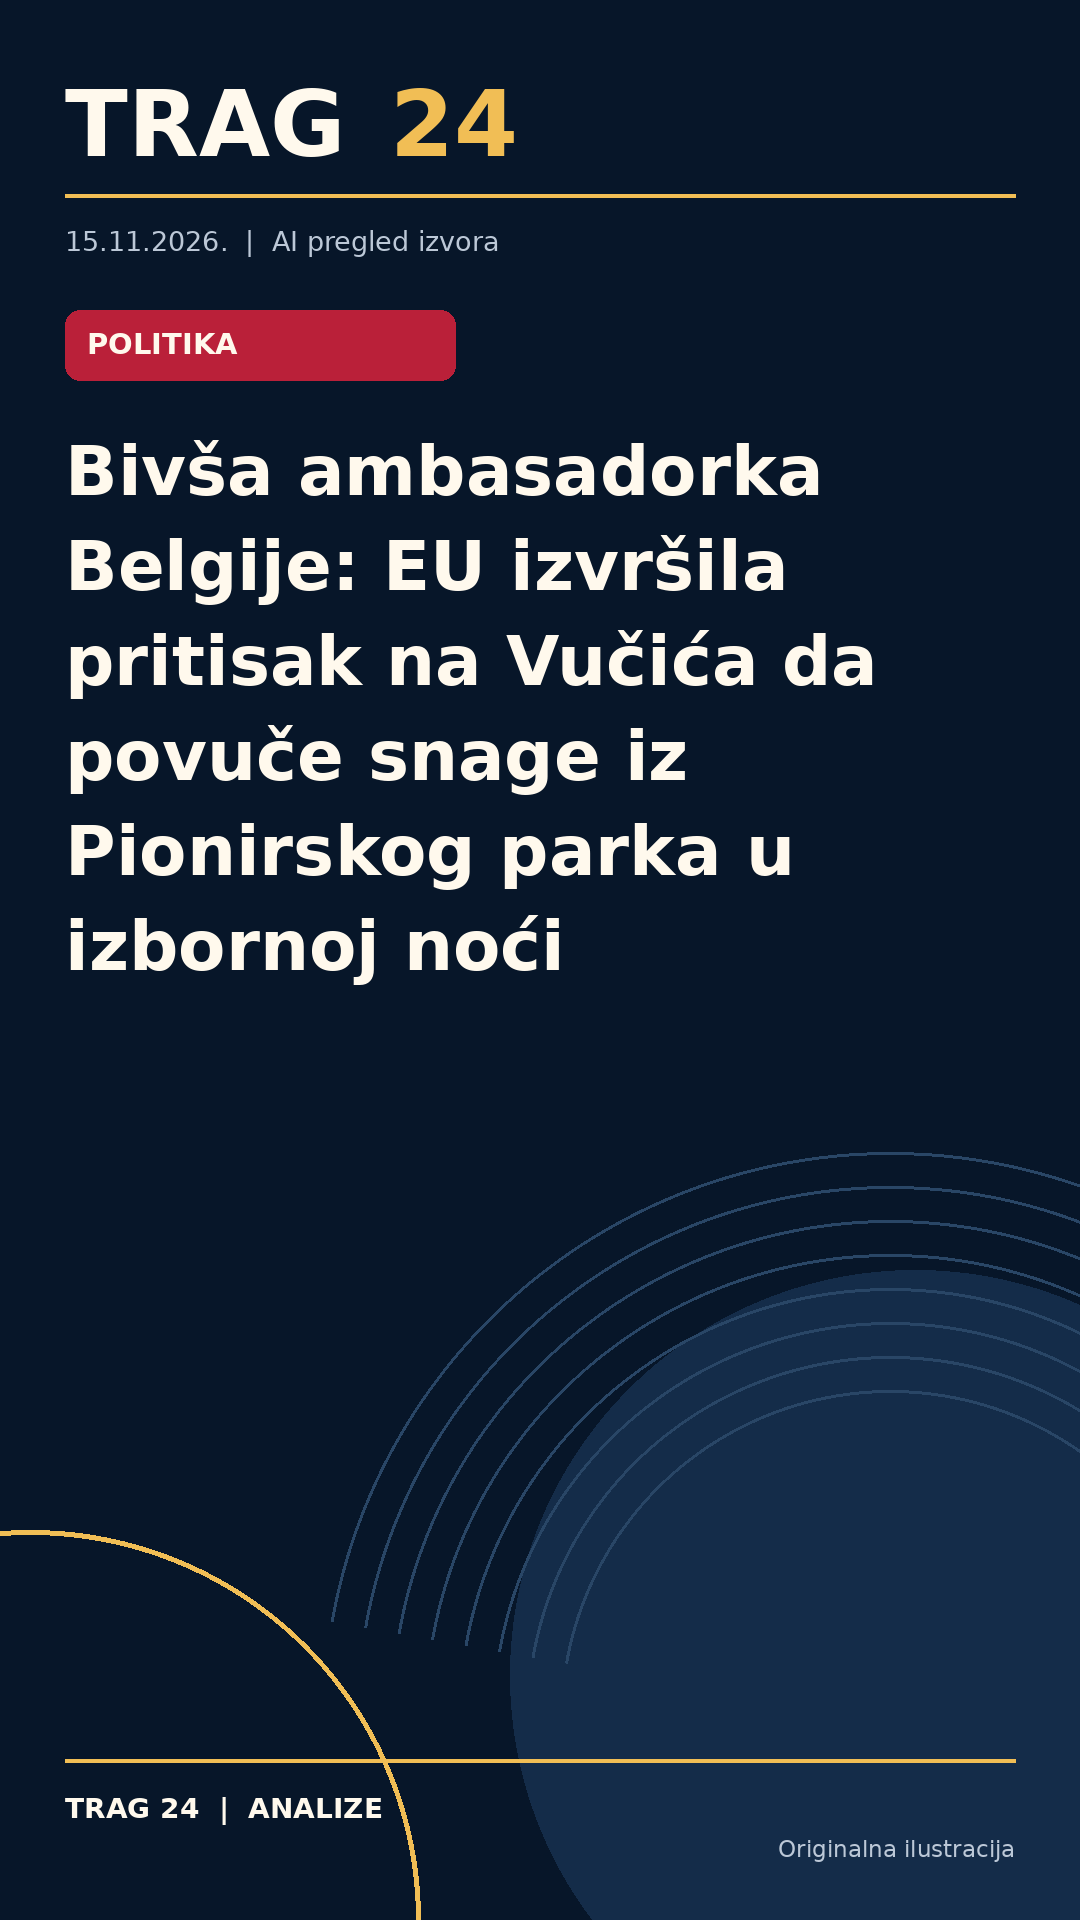 TRAG 24
15.11.2026. | AI pregled izvora
POLITIKA
Bivša ambasadorka
Belgije: EU izvršila
pritisak na Vučića da
povuče snage iz
Pionirskog parka u
izbornoj noći
TRAG 24 | ANALIZE
Originalna ilustracija